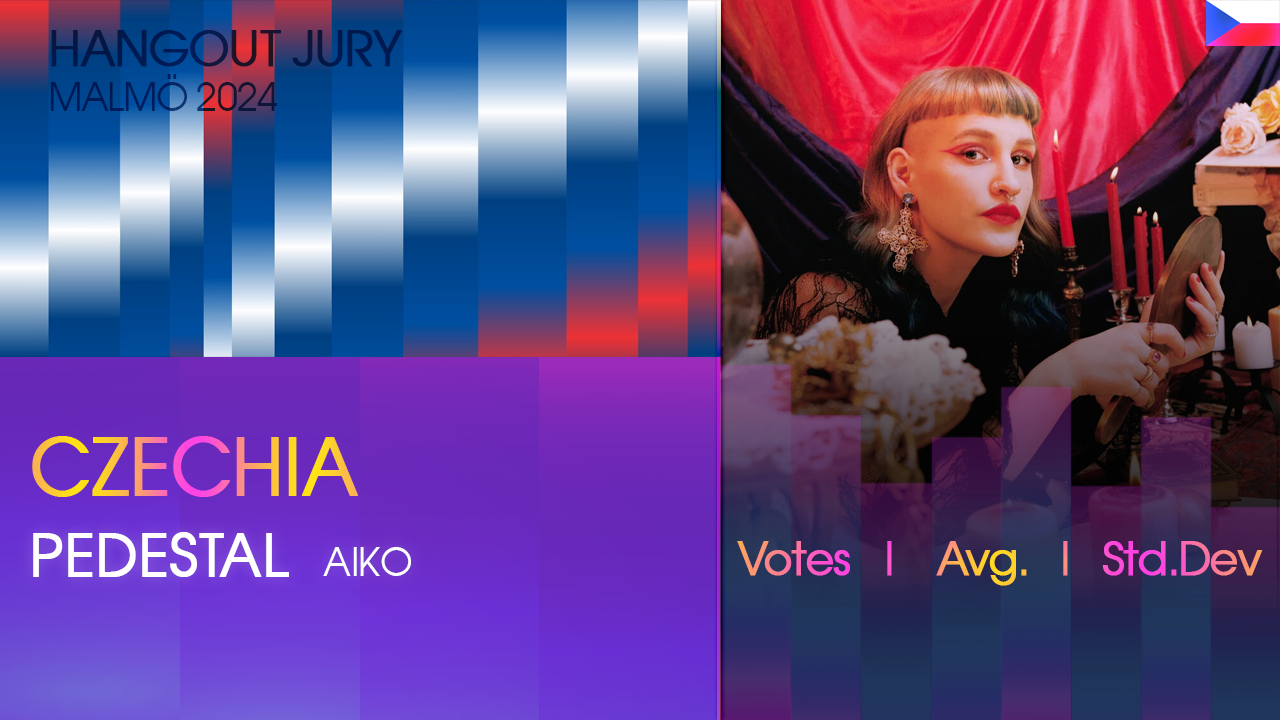 HANGOUT JURY
MALMÖ 2024
CZECHIA
PEDESTAL AIKO
Votes | Avg. | Std.Dev